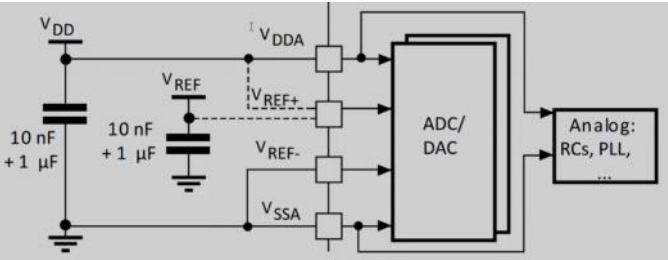 VDD
VDDA
VREF
VREF+
10 nF
+ 1 µF
10 nF
+ 1 µF
VREF-
VSSA
ADC/
DAC
Analog:
RCs, PLL,
...